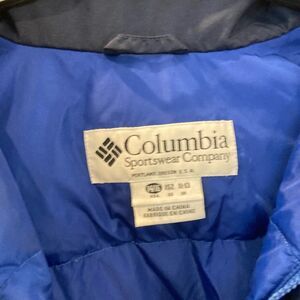 Columbia
Sportswear Company
PORTLAND, OREGON U.S.A.
MADE IN CHINA
FABRIQUÉ EN CHINE